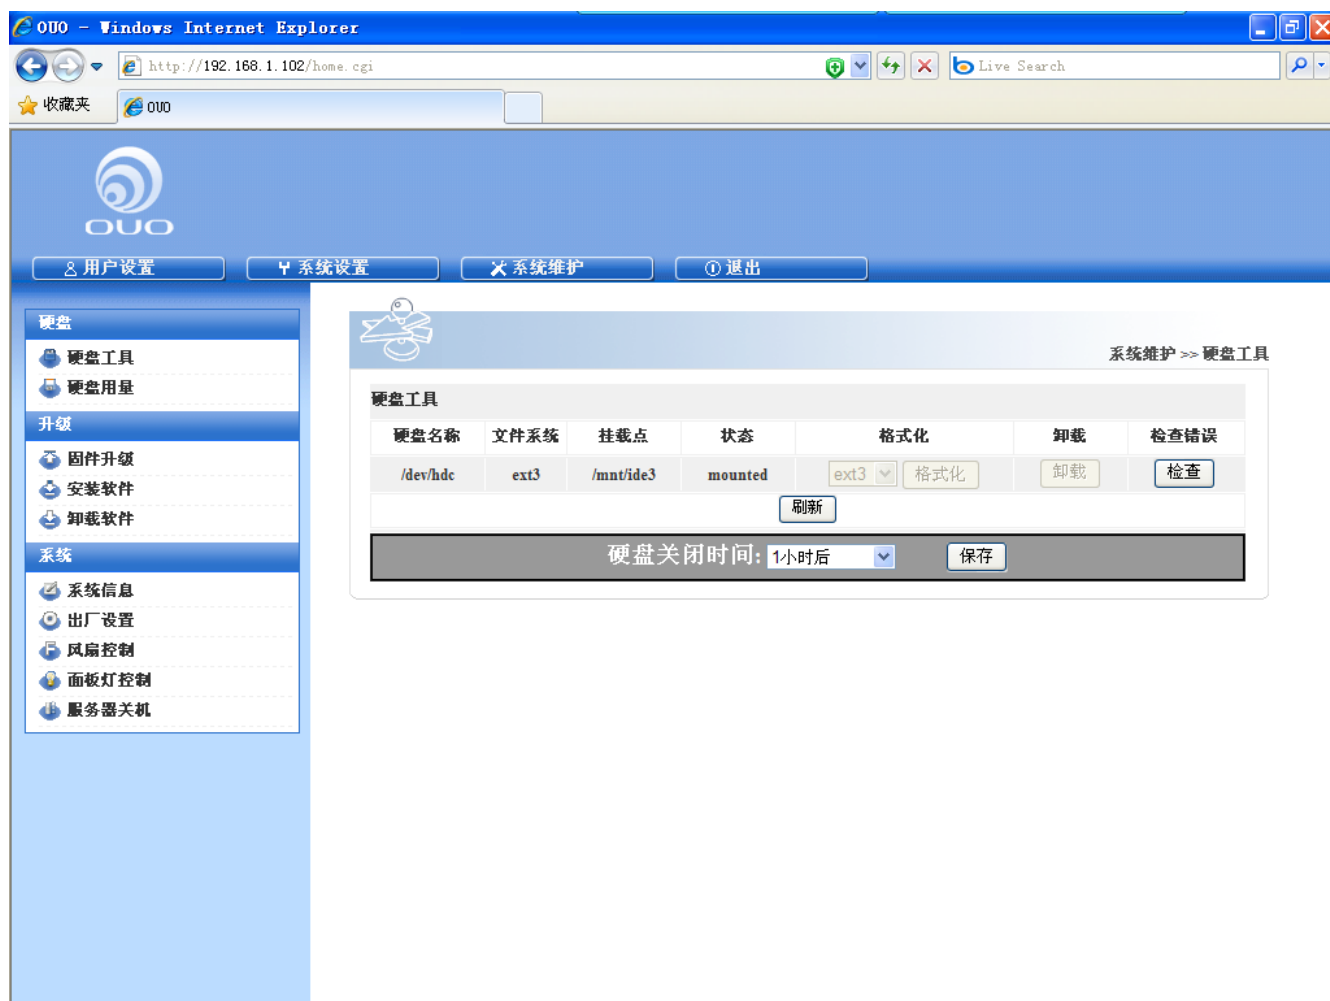 OUO - Windows Internet Explorer
http://192.168.1.102/home.cgi
Live Search
收藏夹
OUO
OUO
用户设置 系统设置 系统维护 退出
硬盘
硬盘工具
硬盘用量
升级
固件升级
安装软件
卸载软件
系统
系统信息
出厂设置
风扇控制
面板灯控制
服务器关机
系统维护 >> 硬盘工具
硬盘工具
硬盘名称 文件系统 挂载点 状态 格式化 卸载 检查错误
/dev/hdc ext3 /mnt/ide3 mounted ext3 格式化 卸载 检查
刷新
硬盘关闭时间: 1小时后 保存